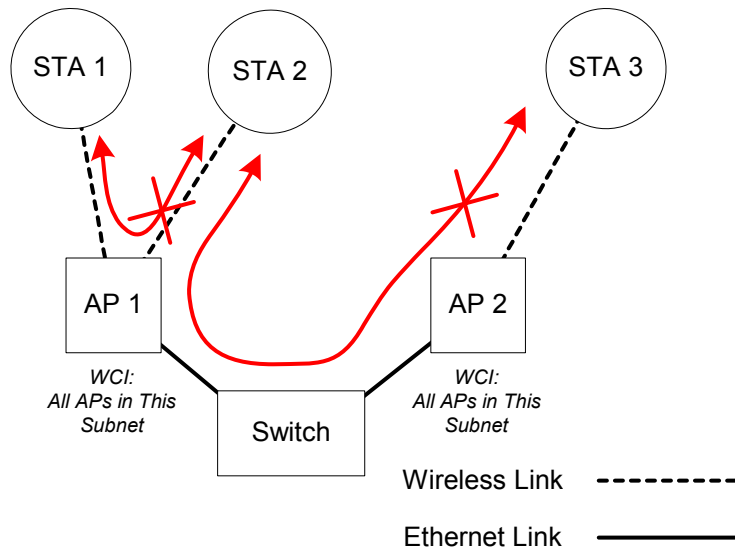 STA 1
STA 2
STA 3
AP 1
AP 2
WCI:
All APs in This
Subnet
WCI:
All APs in This
Subnet
Switch
Wireless Link
Ethernet Link